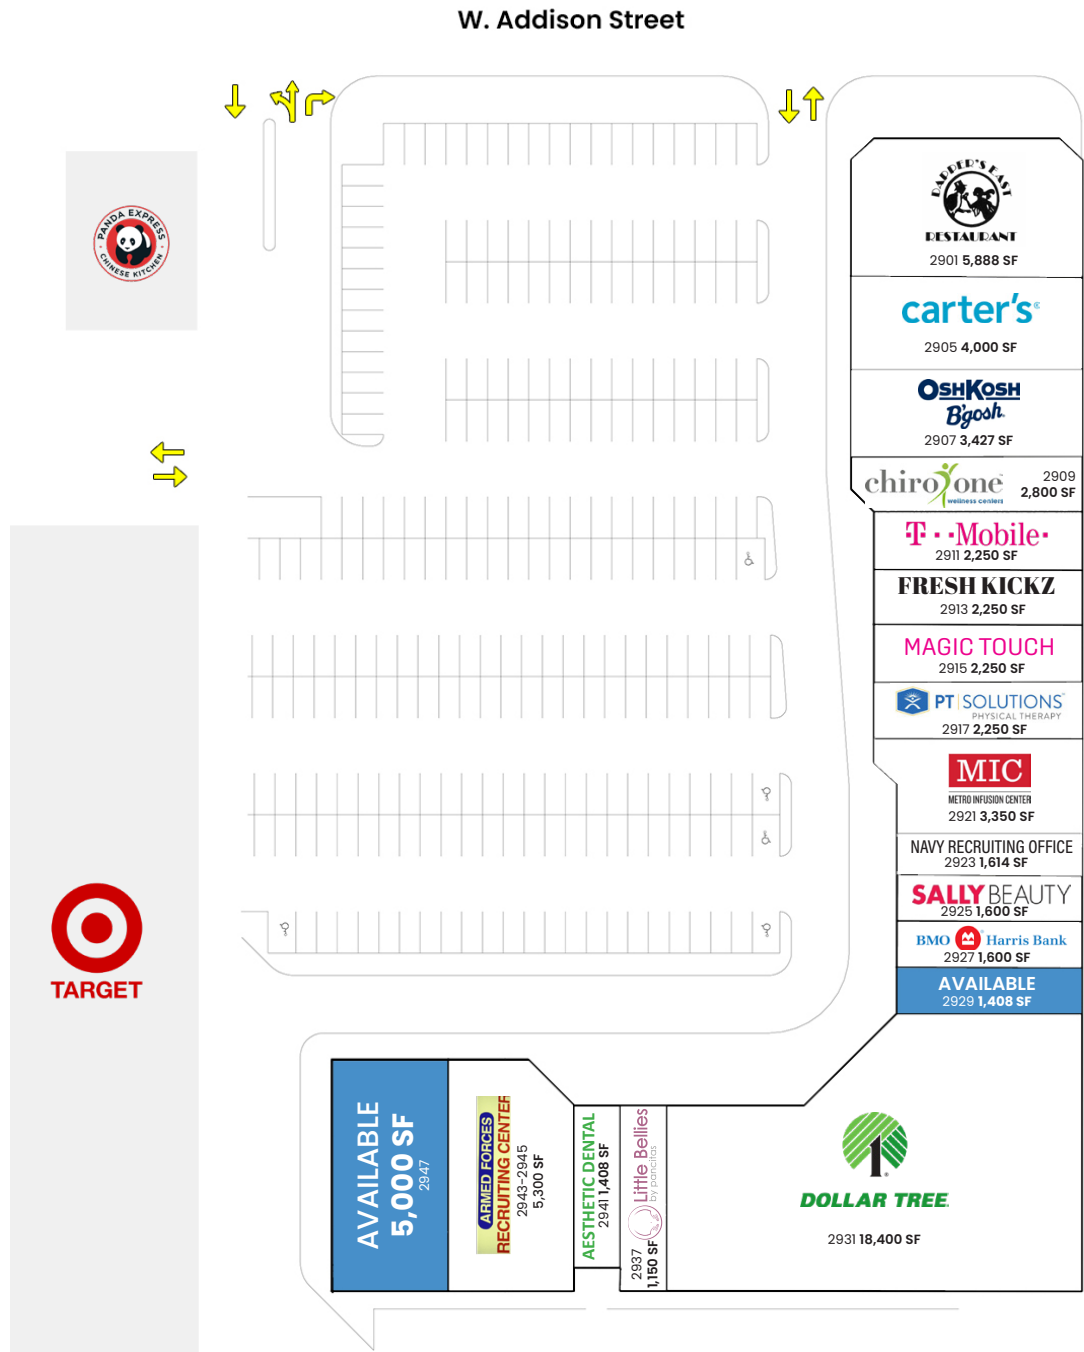 W. Addison Street
PANDA EXPRESS
CHINESE KITCHEN
TARGET
DAPPER'S EAST
RESTAURANT
2901 5,888 SF
carter's
2905 4,000 SF
OSHKOSH
B'gosh
2907 3,427 SF
chiro one
wellness centers
2909
2,800 SF
T··Mobile·
2911 2,250 SF
FRESH KICKZ
2913 2,250 SF
MAGIC TOUCH
2915 2,250 SF
PT SOLUTIONS
PHYSICAL THERAPY
2917 2,250 SF
MIC
METRO INFUSION CENTER
2921 3,350 SF
NAVY RECRUITING OFFICE
2923 1,614 SF
SALLY BEAUTY
2925 1,600 SF
BMO Harris Bank
2927 1,600 SF
AVAILABLE
2929 1,408 SF
AVAILABLE
5,000 SF
2947
ARMED FORCES
RECRUITING CENTER
2943-2945
5,300 SF
AESTHETIC DENTAL
2941 1,408 SF
Little Bellies
by pancitas
2937
1,150 SF
DOLLAR TREE
2931 18,400 SF